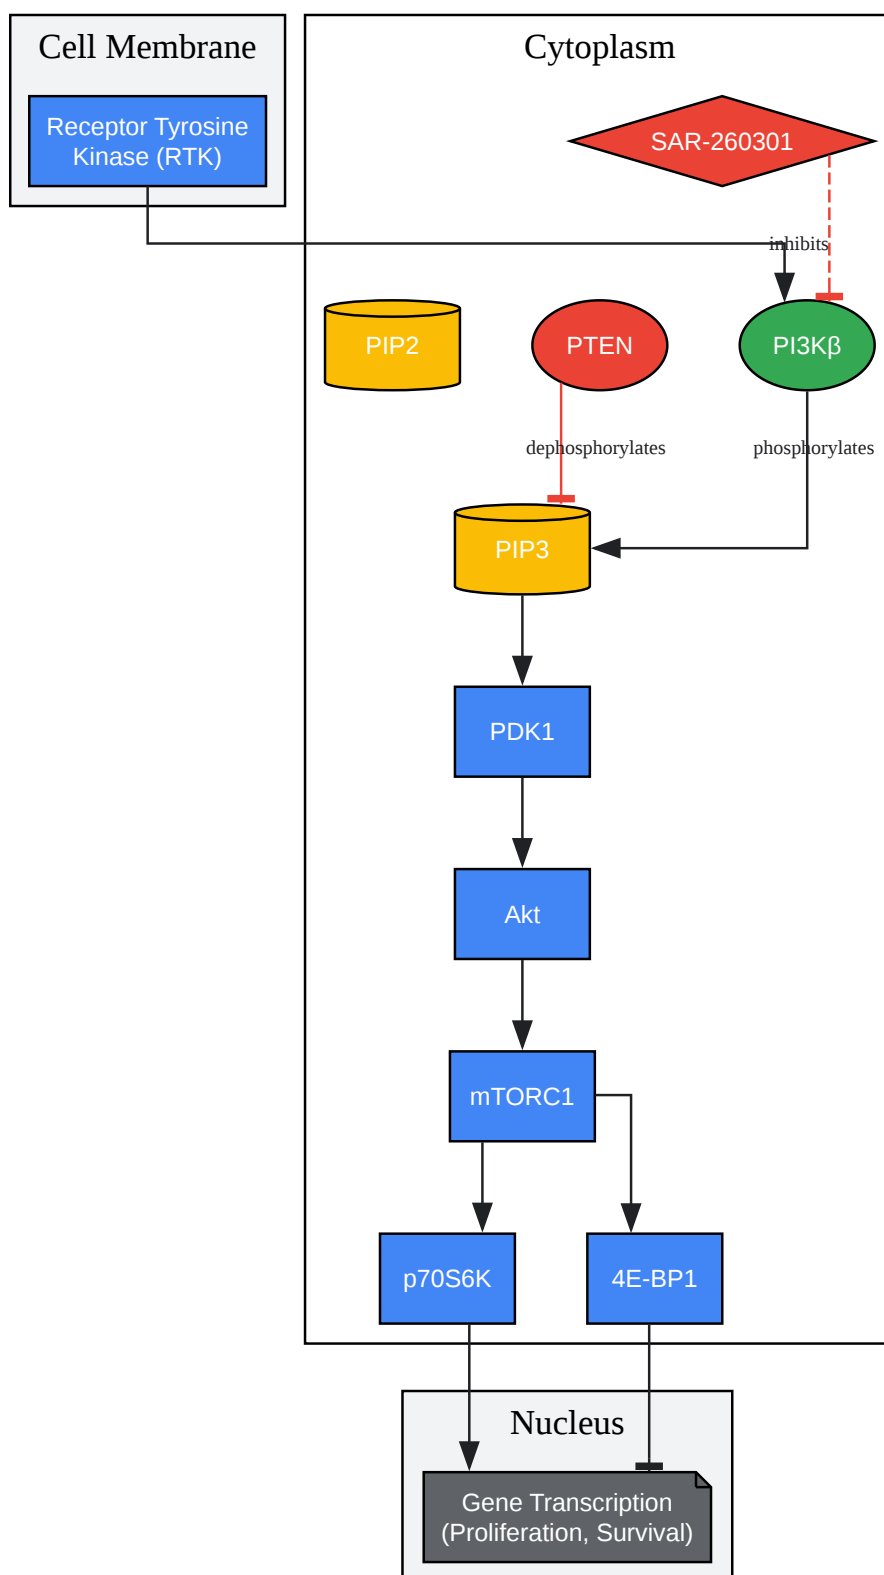 Cell Membrane
Cytoplasm
Receptor Tyrosine
Kinase (RTK)
SAR-260301
inhibits
PIP2
PTEN
PI3Kβ
dephosphorylates
phosphorylates
PIP3
PDK1
Akt
mTORC1
p70S6K
4E-BP1
Nucleus
Gene Transcription
(Proliferation, Survival)